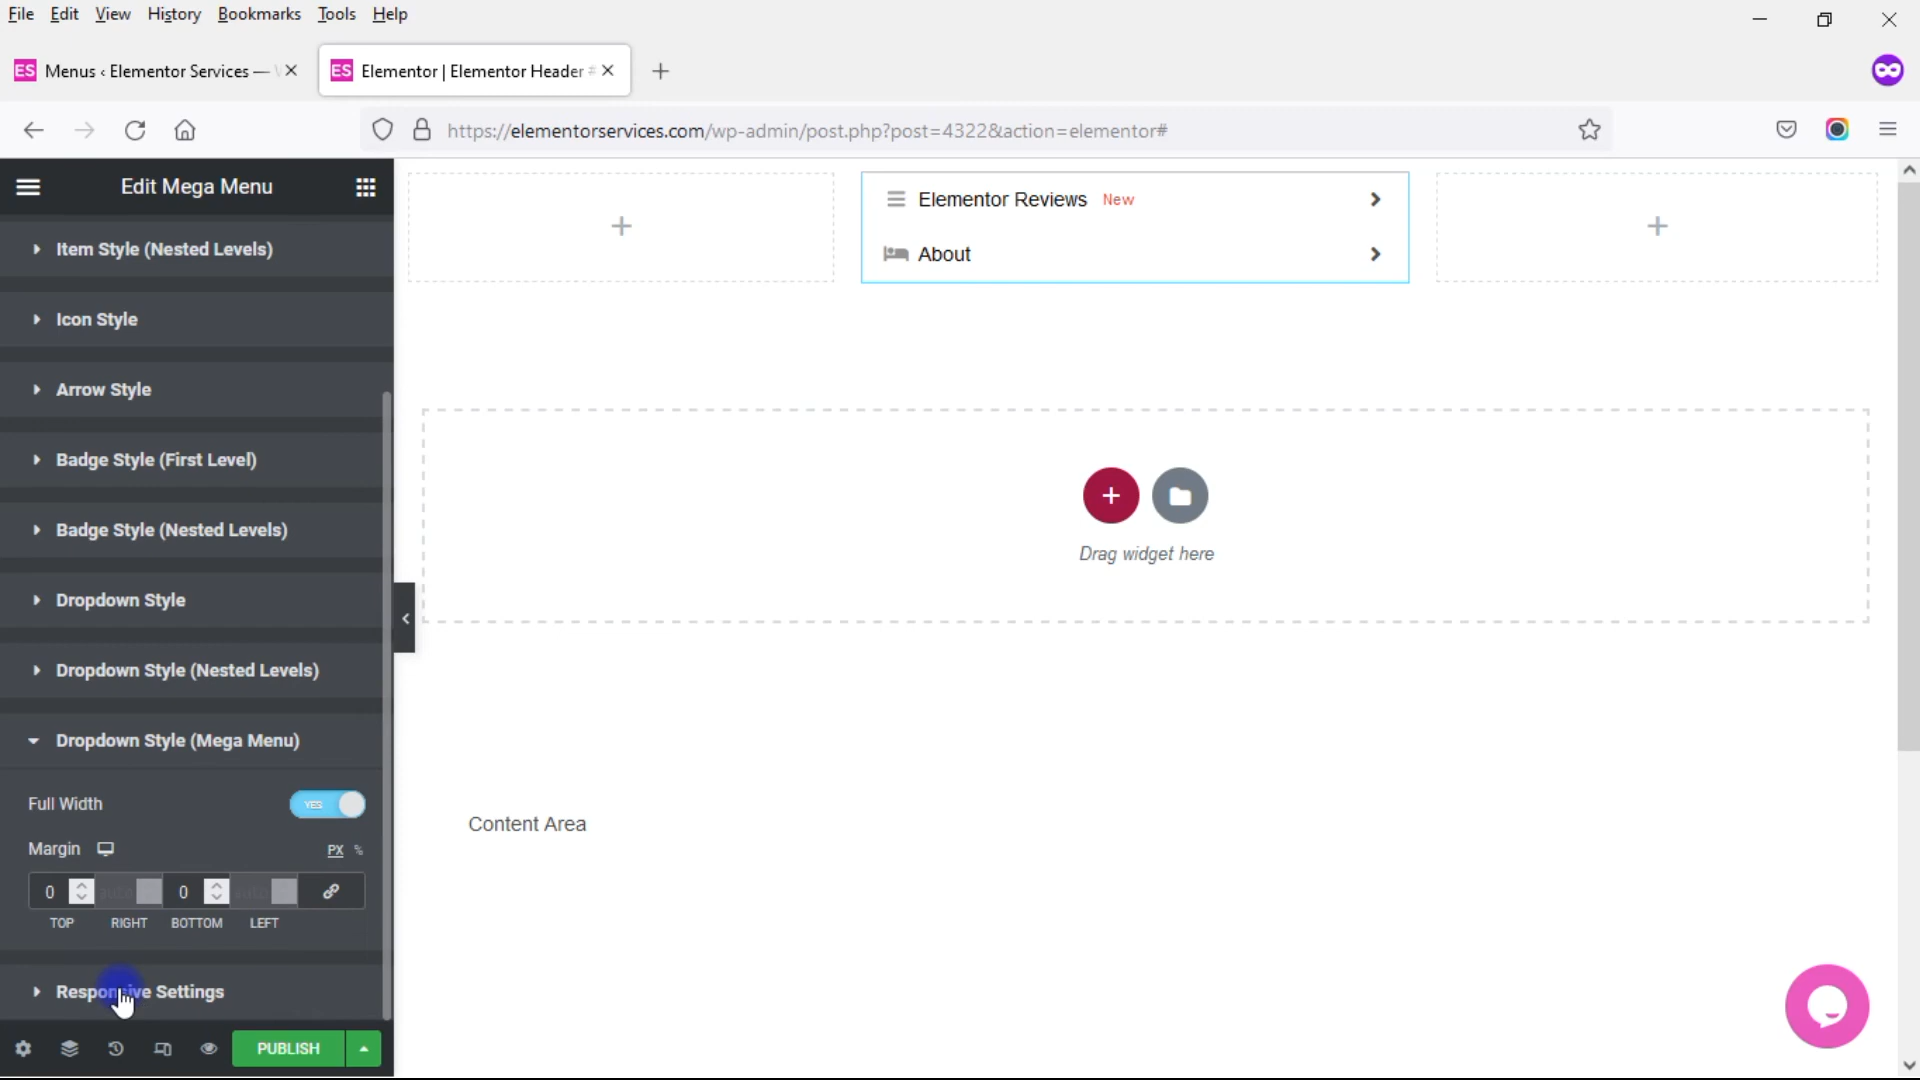 File Edit View History Bookmarks Tools Help
ES Menus ‹ Elementor Services —
ES Elementor | Elementor Header
https://elementorservices.com/wp-admin/post.php?post=4322&action=elementor#
Edit Mega Menu
Item Style (Nested Levels)
Icon Style
Arrow Style
Badge Style (First Level)
Badge Style (Nested Levels)
Dropdown Style
Dropdown Style (Nested Levels)
Dropdown Style (Mega Menu)
Full Width YES
Margin PX %
0 0
TOP RIGHT BOTTOM LEFT
Responsive Settings
PUBLISH
Elementor Reviews New
About
Drag widget here
Content Area